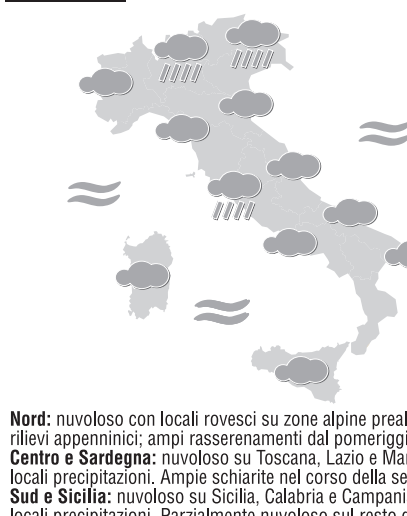 Nord: nuvoloso con locali rovesci su zone alpine
rilievi appenninici; ampi rasserenamenti dal
Centro e Sardegna: nuvoloso su Toscana, Lazio e
locali precipitazioni. Ampie schiarite nel corso della
Sud e Sicilia: nuvoloso su Sicilia, Calabria e
locali precipitazioni. Parzialmente nuvoloso sul resto